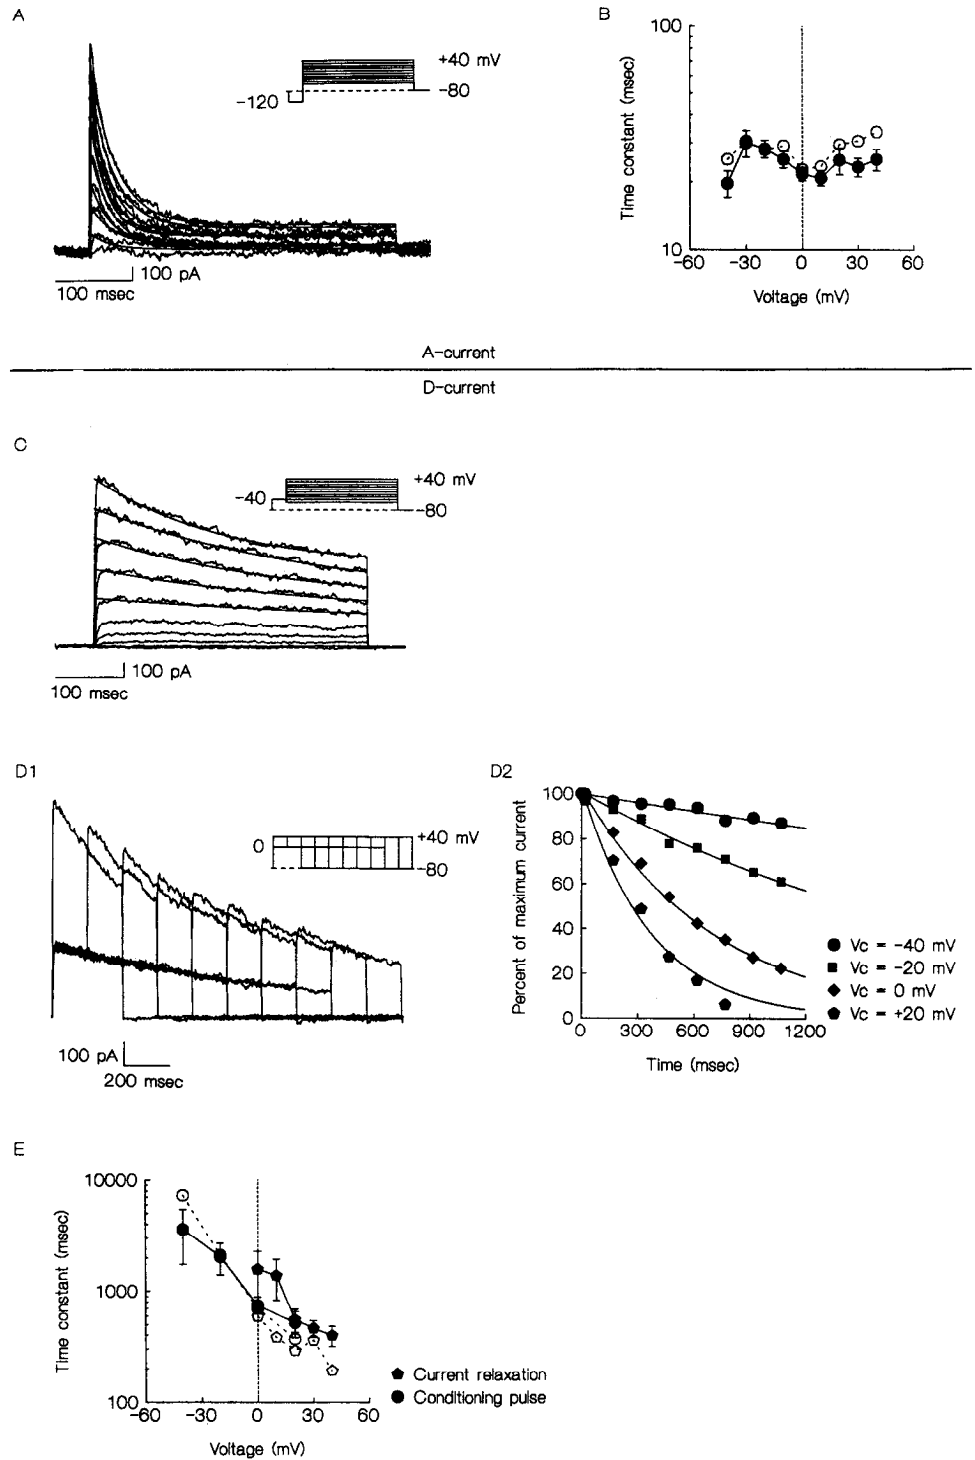 A
+40 mV
-120
-80
100 pA
100 msec
B
100
10
Time constant (msec)
-60 -30 0 30 60
Voltage (mV)
A-current
D-current
C
+40 mV
-40
-80
100 pA
100 msec
D1
+40 mV
0
-80
100 pA
200 msec
D2
100
80
60
40
20
0
Percent of maximum current
0 300 600 900 1200
Time (msec)
Vc = -40 mV
Vc = -20 mV
Vc = 0 mV
Vc = +20 mV
E
10000
1000
100
Time constant (msec)
-60 -30 0 30 60
Voltage (mV)
Current relaxation
Conditioning pulse